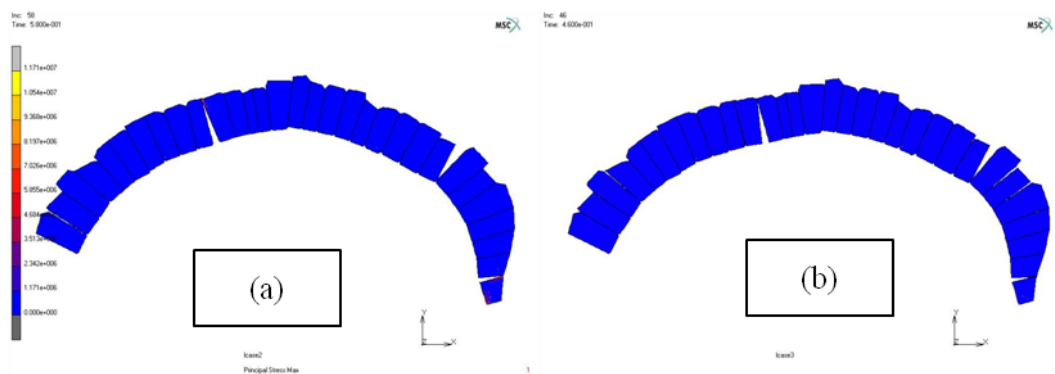 Inc: 58
Time: 5.800e-001
MSC
1.171e+007
1.054e+007
9.368e+006
8.197e+006
7.026e+006
5.855e+006
4.684e+006
3.513e+006
2.342e+006
1.171e+006
0.000e+000
(a)
Y
Z X
lcase2
Principal Stress Max
1
Inc: 46
Time: 4.600e-001
MSC
(b)
Y
Z X
lcase3